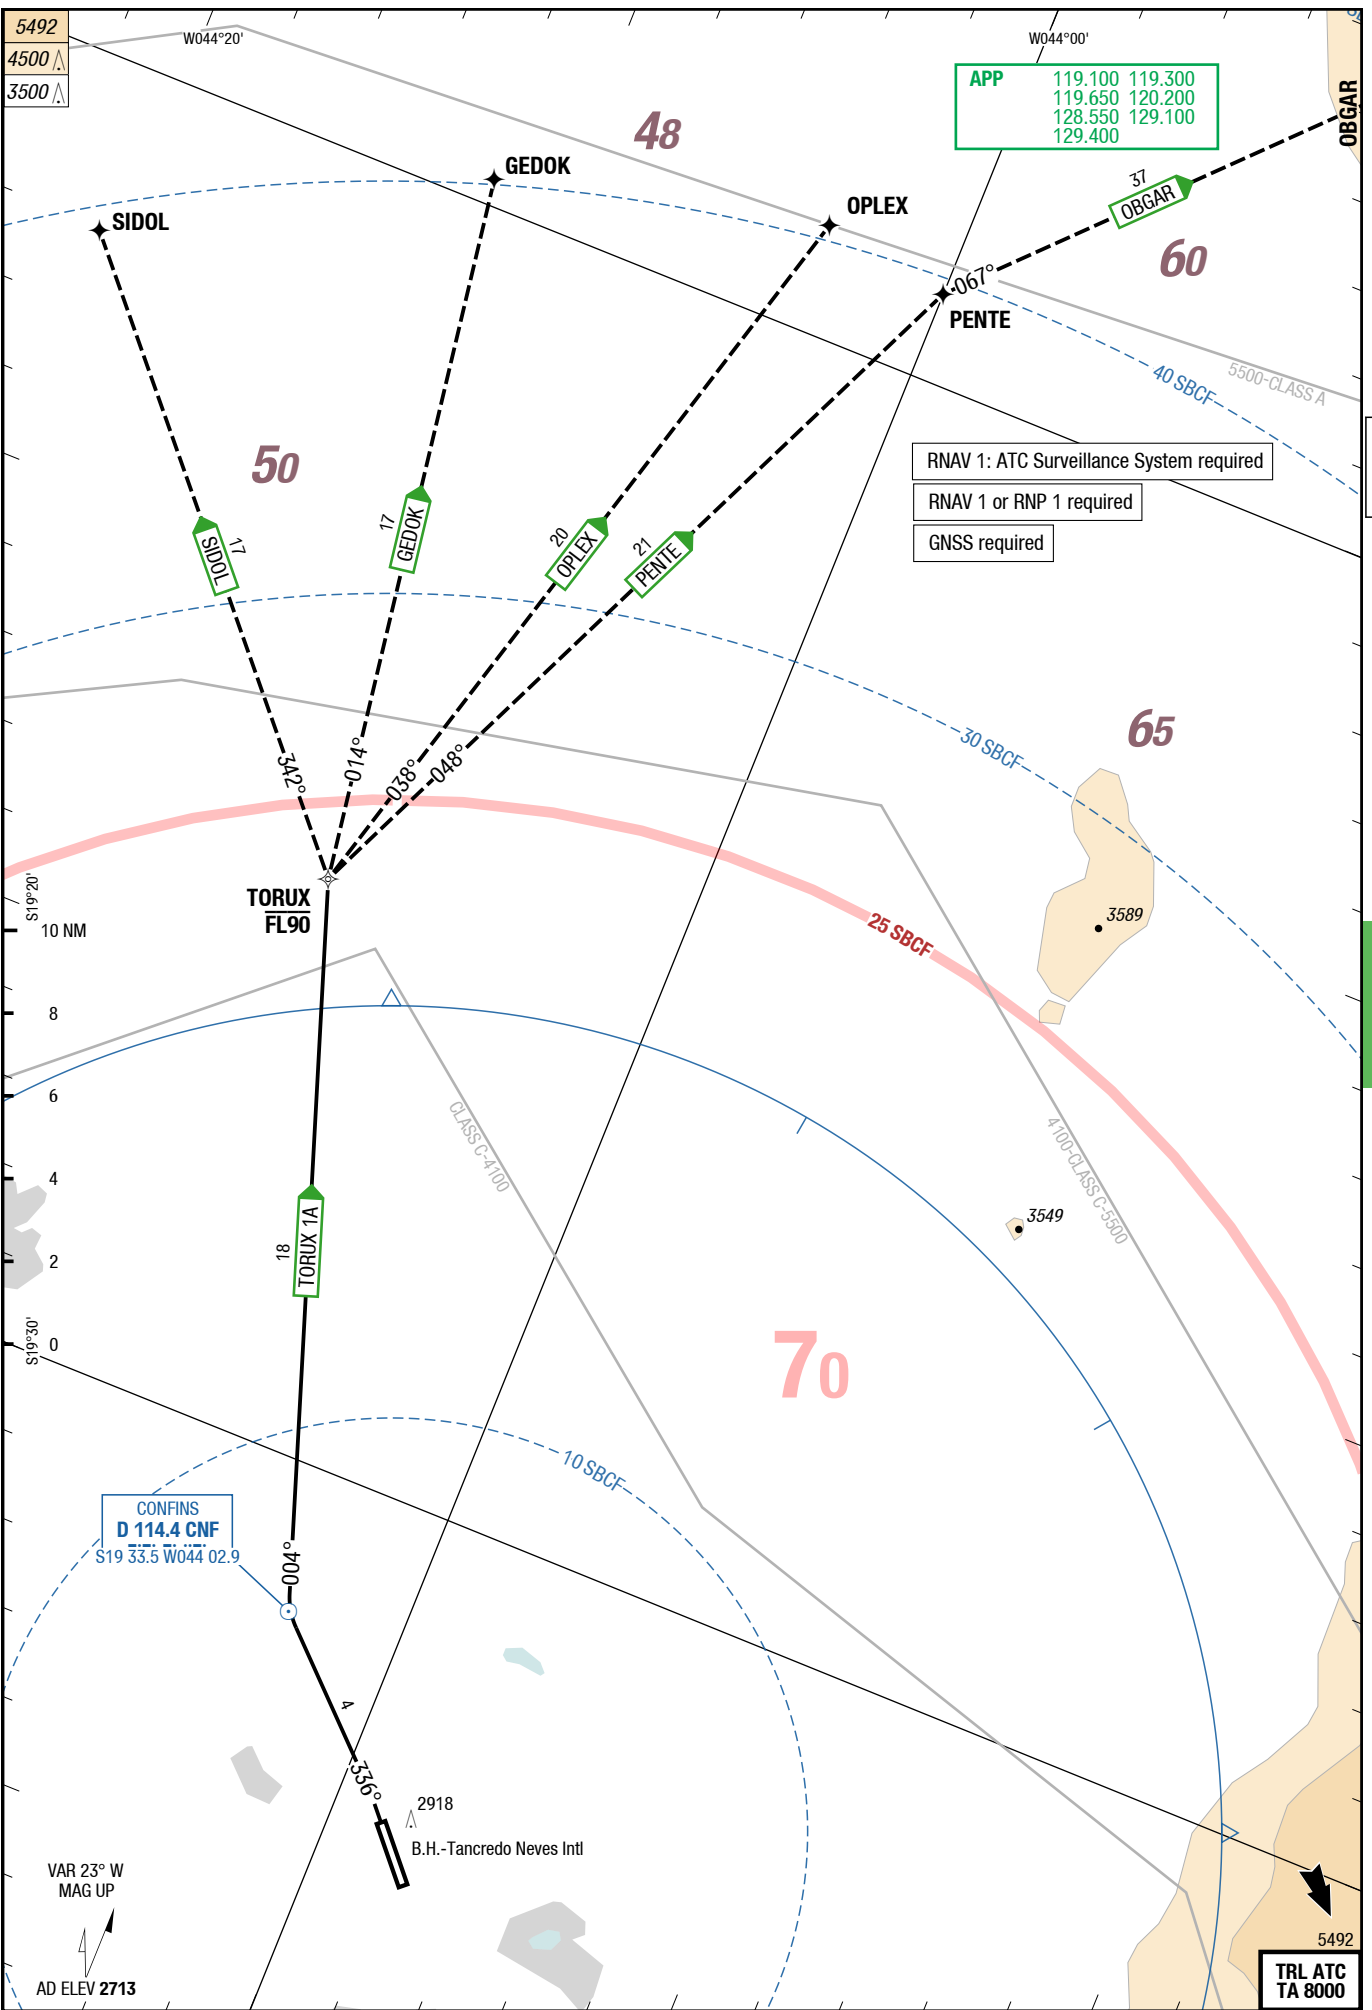 5492
4500
3500
W044°20'
W044°00'
APP
119.100 119.300
119.650 120.200
128.550 129.100
129.400
OBGAR
48
37
OBGAR
GEDOK
SIDOL
OPLEX
60
067°
PENTE
40 SBCF
5500-CLASS A
50
RNAV 1: ATC Surveillance System required
RNAV 1 or RNP 1 required
GNSS required
17
SIDOL
17
GEDOK
20
OPLEX
21
PENTE
65
30 SBCF
342°
014°
038°
048°
TORUX
FL90
S19°20'
10 NM
8
6
4
2
0
S19°30'
25 SBCF
3589
CLASS C-4100
4100-CLASS C-5500
3549
18
TORUX 1A
70
10 SBCF
CONFINS
D 114.4 CNF
S19 33.5 W044 02.9
004°
4
336°
2918
B.H.-Tancredo Neves Intl
VAR 23° W
MAG UP
AD ELEV 2713
5492
TRL ATC
TA 8000